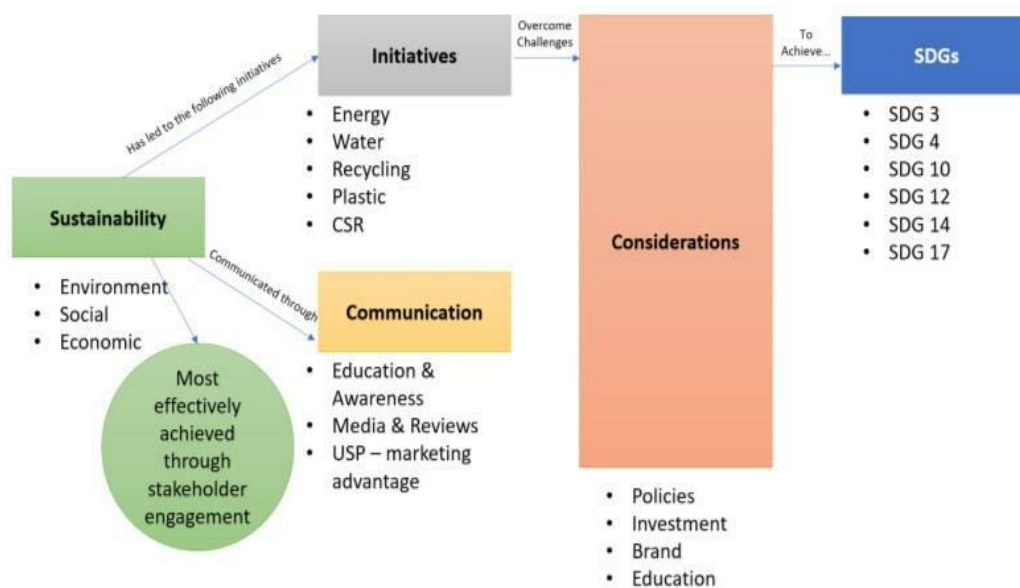 Has led to the following initiatives
Initiatives
Overcome
Challenges
To
Achieve...
SDGs
• Energy
• Water
• Recycling
• Plastic
• CSR
• SDG 3
• SDG 4
• SDG 10
• SDG 12
• SDG 14
• SDG 17
Sustainability
• Environment
• Social
• Economic
Communicated through
Communication
• Education &
Awareness
• Media & Reviews
• USP – marketing
advantage
Most
effectively
achieved
through
stakeholder
engagement
Considerations
• Policies
• Investment
• Brand
• Education